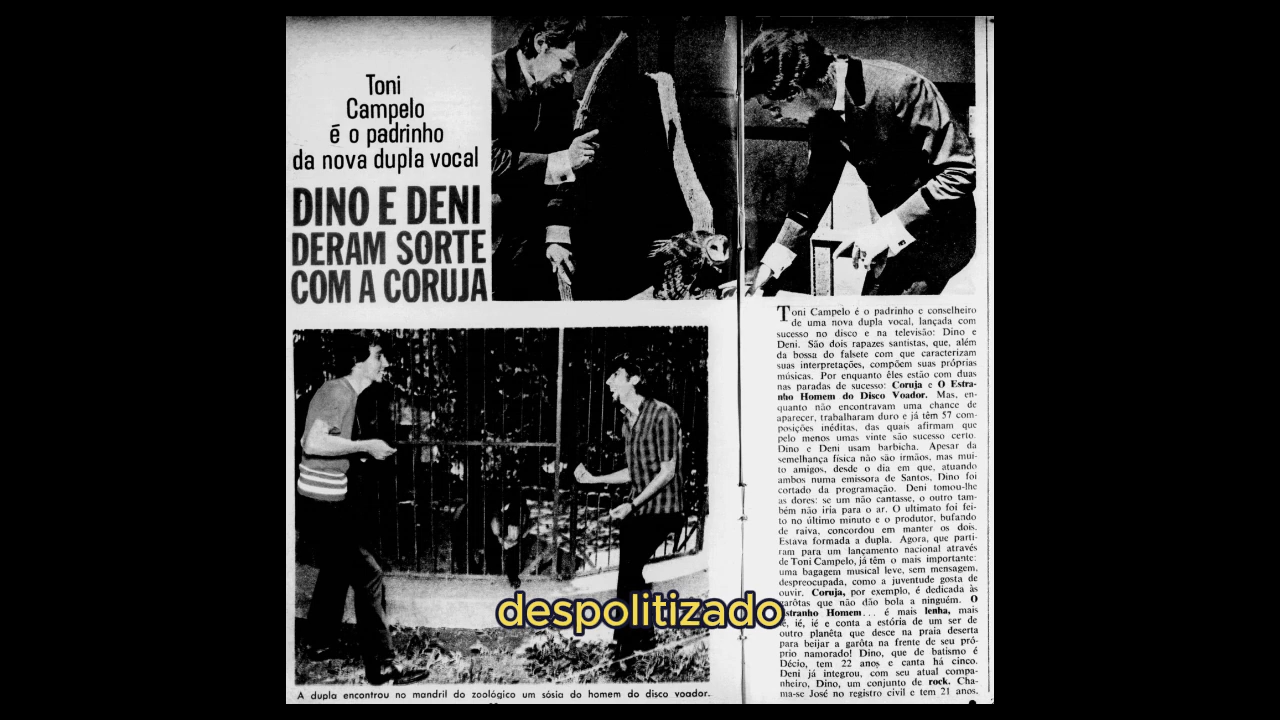 Toni
Campelo
é o padrinho
da nova dupla vocal
DINO E DENI
DERAM SORTE
COM A CORUJA
Toni Campelo é o padrinho e conselheiro
de uma nova dupla vocal, lançada com
sucesso no disco e na televisão: Dino e
Deni. São dois rapazes santistas, que, além
da bossa do falsete com que caracterizam
suas interpretações, compõem suas próprias
músicas. Por enquanto êles estão com duas
nas paradas de sucesso: Coruja e O Estra-
nho Homem do Disco Voador. Mas, en-
quanto não encontravam uma chance de
aparecer, trabalharam duro e já têm 57 com-
posições inéditas, das quais afirmam que
pelo menos umas vinte são sucesso certo.
Dino e Deni usam barbicha. Apesar da
semelhança física não são irmãos, mas mui-
to amigos, desde o dia em que, atuando
ambos numa emissora de Santos, Dino foi
cortado da programação. Deni tomou-lhe
as dores: se um não cantasse, o outro tam-
bém não iria para o ar. O ultimato foi fei-
to no último minuto e o produtor, bufando
de raiva, concordou em manter os dois.
Estava formada a dupla. Agora, que parti-
ram para um lançamento nacional através
de Toni Campelo, já têm o mais importante:
uma bagagem musical leve, sem mensagem,
despreocupada, como a juventude gosta de
ouvir. Coruja, por exemplo, é dedicada às
garôtas que não dão bola a ninguém. O
Estranho Homem... é mais lenha, mais
ié, ié, ié e conta a estória de um ser de
outro planêta que desce na praia deserta
para beijar a garôta na frente de seu pró-
prio namorado! Dino, que de batismo é
Décio, tem 22 anos e canta há cinco.
Deni já integrou, com seu atual compa-
nheiro, Dino, um conjunto de rock. Cha-
ma-se José no registro civil e tem 21 anos.
despolitizado
A dupla encontrou no mandril do zoológico um sósia do homem do disco voador.